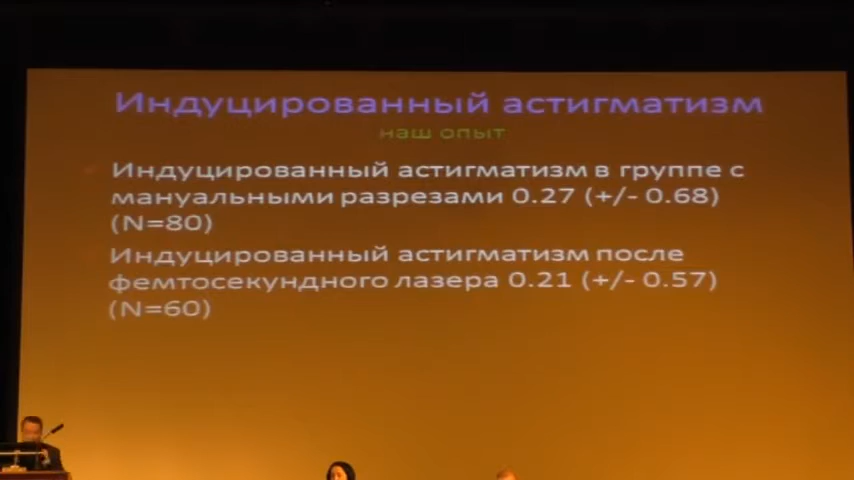 Индуцированный астигматизм
наш опыт
Индуцированный астигматизм в группе с
мануальными разрезами 0.27 (+/- 0.68)
(N=80)
Индуцированный астигматизм после
фемтосекундного лазера 0.21 (+/- 0.57)
(N=60)